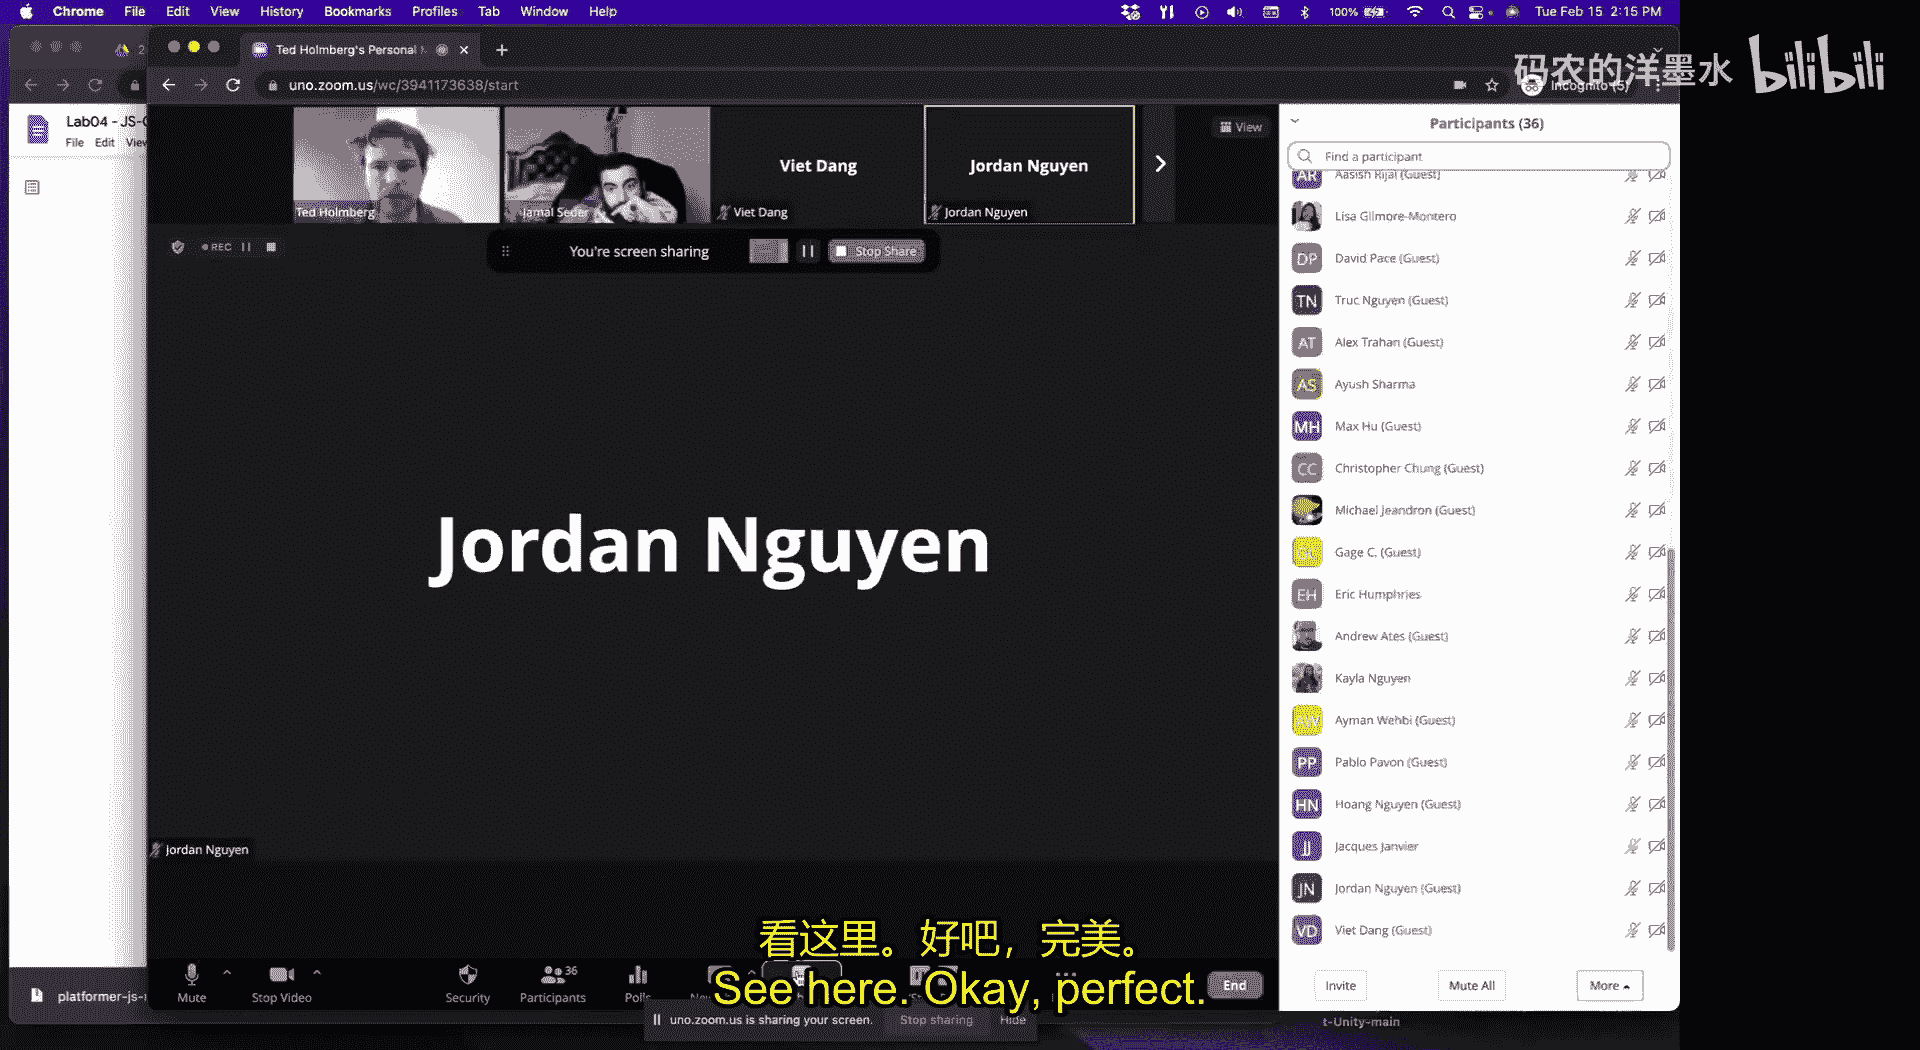 Chrome File Edit View History Bookmarks Profiles Tab Window Help
100%
Tue Feb 15 2:15 PM
Ted Holmberg's Personal
uno.zoom.us/wc/3941173638/start
Incognito (5)
码农的洋墨水 bilibili
Lab04 - JS-
File Edit View
Ted Holmberg
Jamal Seder
Viet Dang
Viet Dang
Jordan Nguyen
Jordan Nguyen
View
REC
You're screen sharing
Stop Share
Jordan Nguyen
Jordan Nguyen
Participants (36)
Find a participant
AR Aasish Rijal (Guest)
Lisa Gilmore-Montero
DP David Pace (Guest)
TN Truc Nguyen (Guest)
AT Alex Trahan (Guest)
AS Ayush Sharma
MH Max Hu (Guest)
CC Christopher Chung (Guest)
Michael Jeandron (Guest)
Gage C. (Guest)
EH Eric Humphries
Andrew Ates (Guest)
Kayla Nguyen
AW Ayman Wehbi (Guest)
PP Pablo Pavon (Guest)
HN Hoang Nguyen (Guest)
JJ Jacques Janvier
JN Jordan Nguyen (Guest)
VD Viet Dang (Guest)
Invite
Mute All
More
platformer-js-
Mute
Stop Video
Security
Participants
36
Polls
End
看这里。好吧，完美。
See here. Okay, perfect.
uno.zoom.us is sharing your screen.
Stop sharing
Hide
t-Unity-main